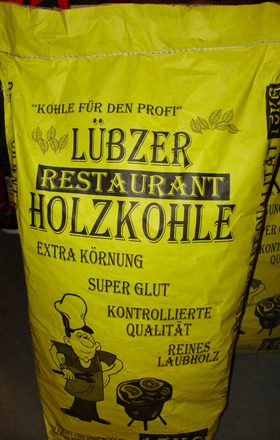 "KOHLE FÜR DEN PROFI"
LÜBZER
RESTAURANT
HOLZKOHLE
EXTRA KÖRNUNG
SUPER GLUT
KONTROLLIERTE
QUALITÄT
REINES
LAUBHOLZ